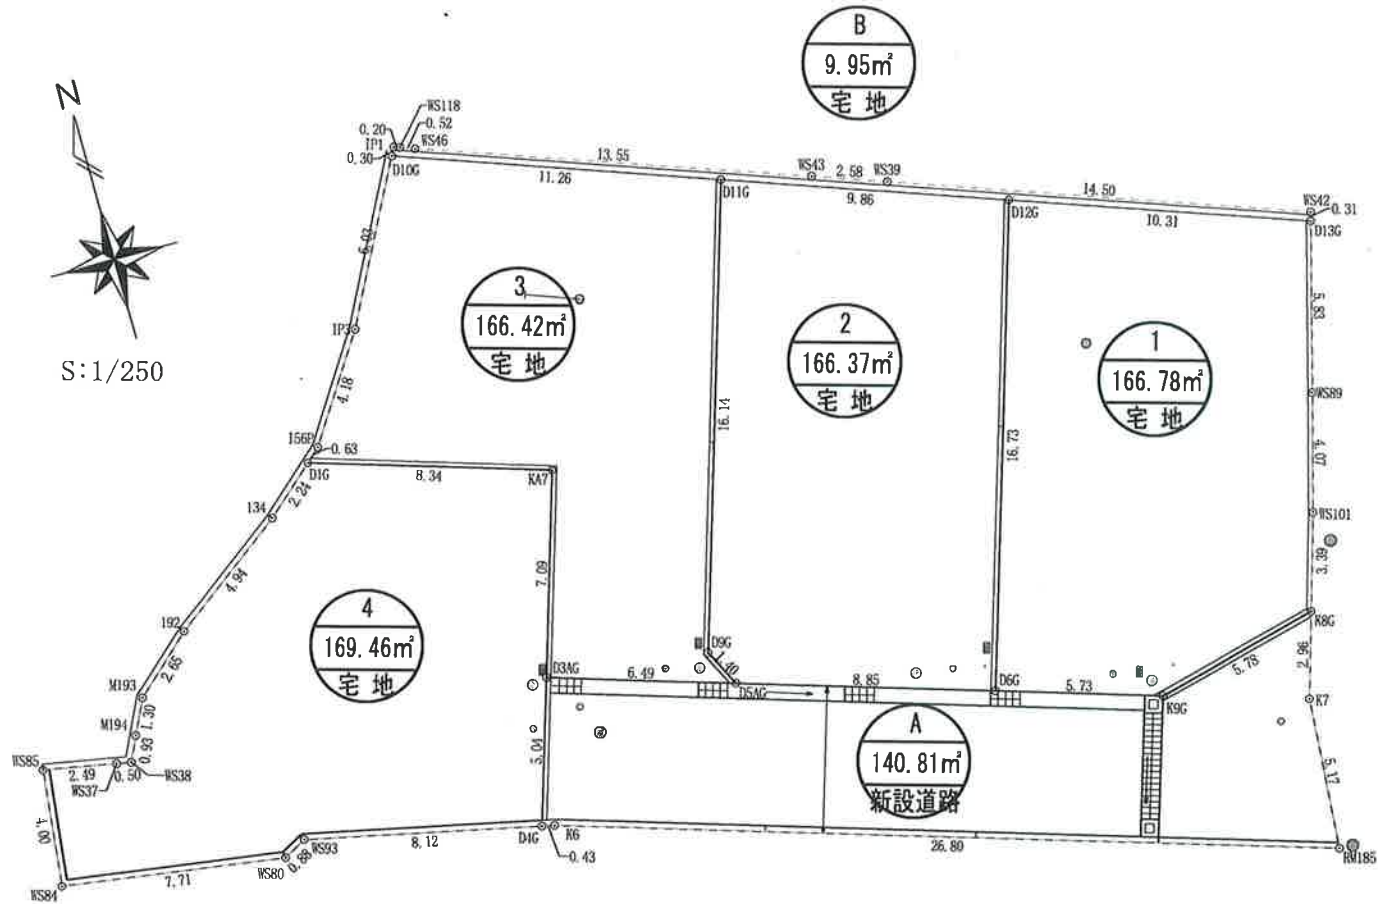 B
9.95㎡
宅地
N
S:1/250
WS118
0.20
0.52
IP1
WS46
0.30
D10G
13.55
11.26
WS43
2.58
WS39
D11G
9.86
14.50
D12G
10.31
WS42
0.31
D13G
6.03
IP3
4.18
156P
0.63
D1G
8.34
KA7
2.24
134
4.94
192
2.65
M193
1.30
M194
0.93
WS85
2.49
0.50
WS37
WS38
4.00
WS84
7.71
WS80
0.88
WS93
8.12
D4G
K6
0.43
3
166.42㎡
宅地
2
166.37㎡
宅地
1
166.78㎡
宅地
4
169.46㎡
宅地
16.14
16.73
5.83
WS89
4.07
WS101
3.39
K8G
2.96
K7
5.17
RM185
7.09
D3AG
6.49
D9G
1.40
D5AG
8.85
D6G
5.73
K9G
5.78
5.04
A
140.81㎡
新設道路
26.80